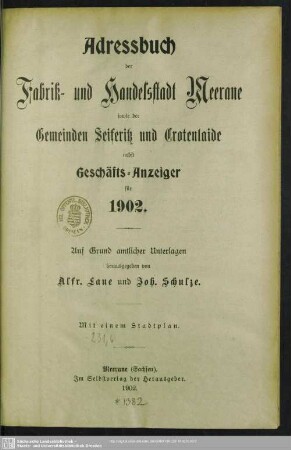 Adressbuch
der
Fabrik- und Handelsstadt Meerane
sowie der
Gemeinden Seiferitz und Crotenlaide
nebst
Geschäfts-Anzeiger
für
1902.
Auf Grund amtlicher Unterlagen
herausgegeben von
Alfr. Lane und Joh. Schulze.
Mit einem Stadtplan.
Meerane (Sachsen).
Im Selbstverlag der Herausgeber.
1902.